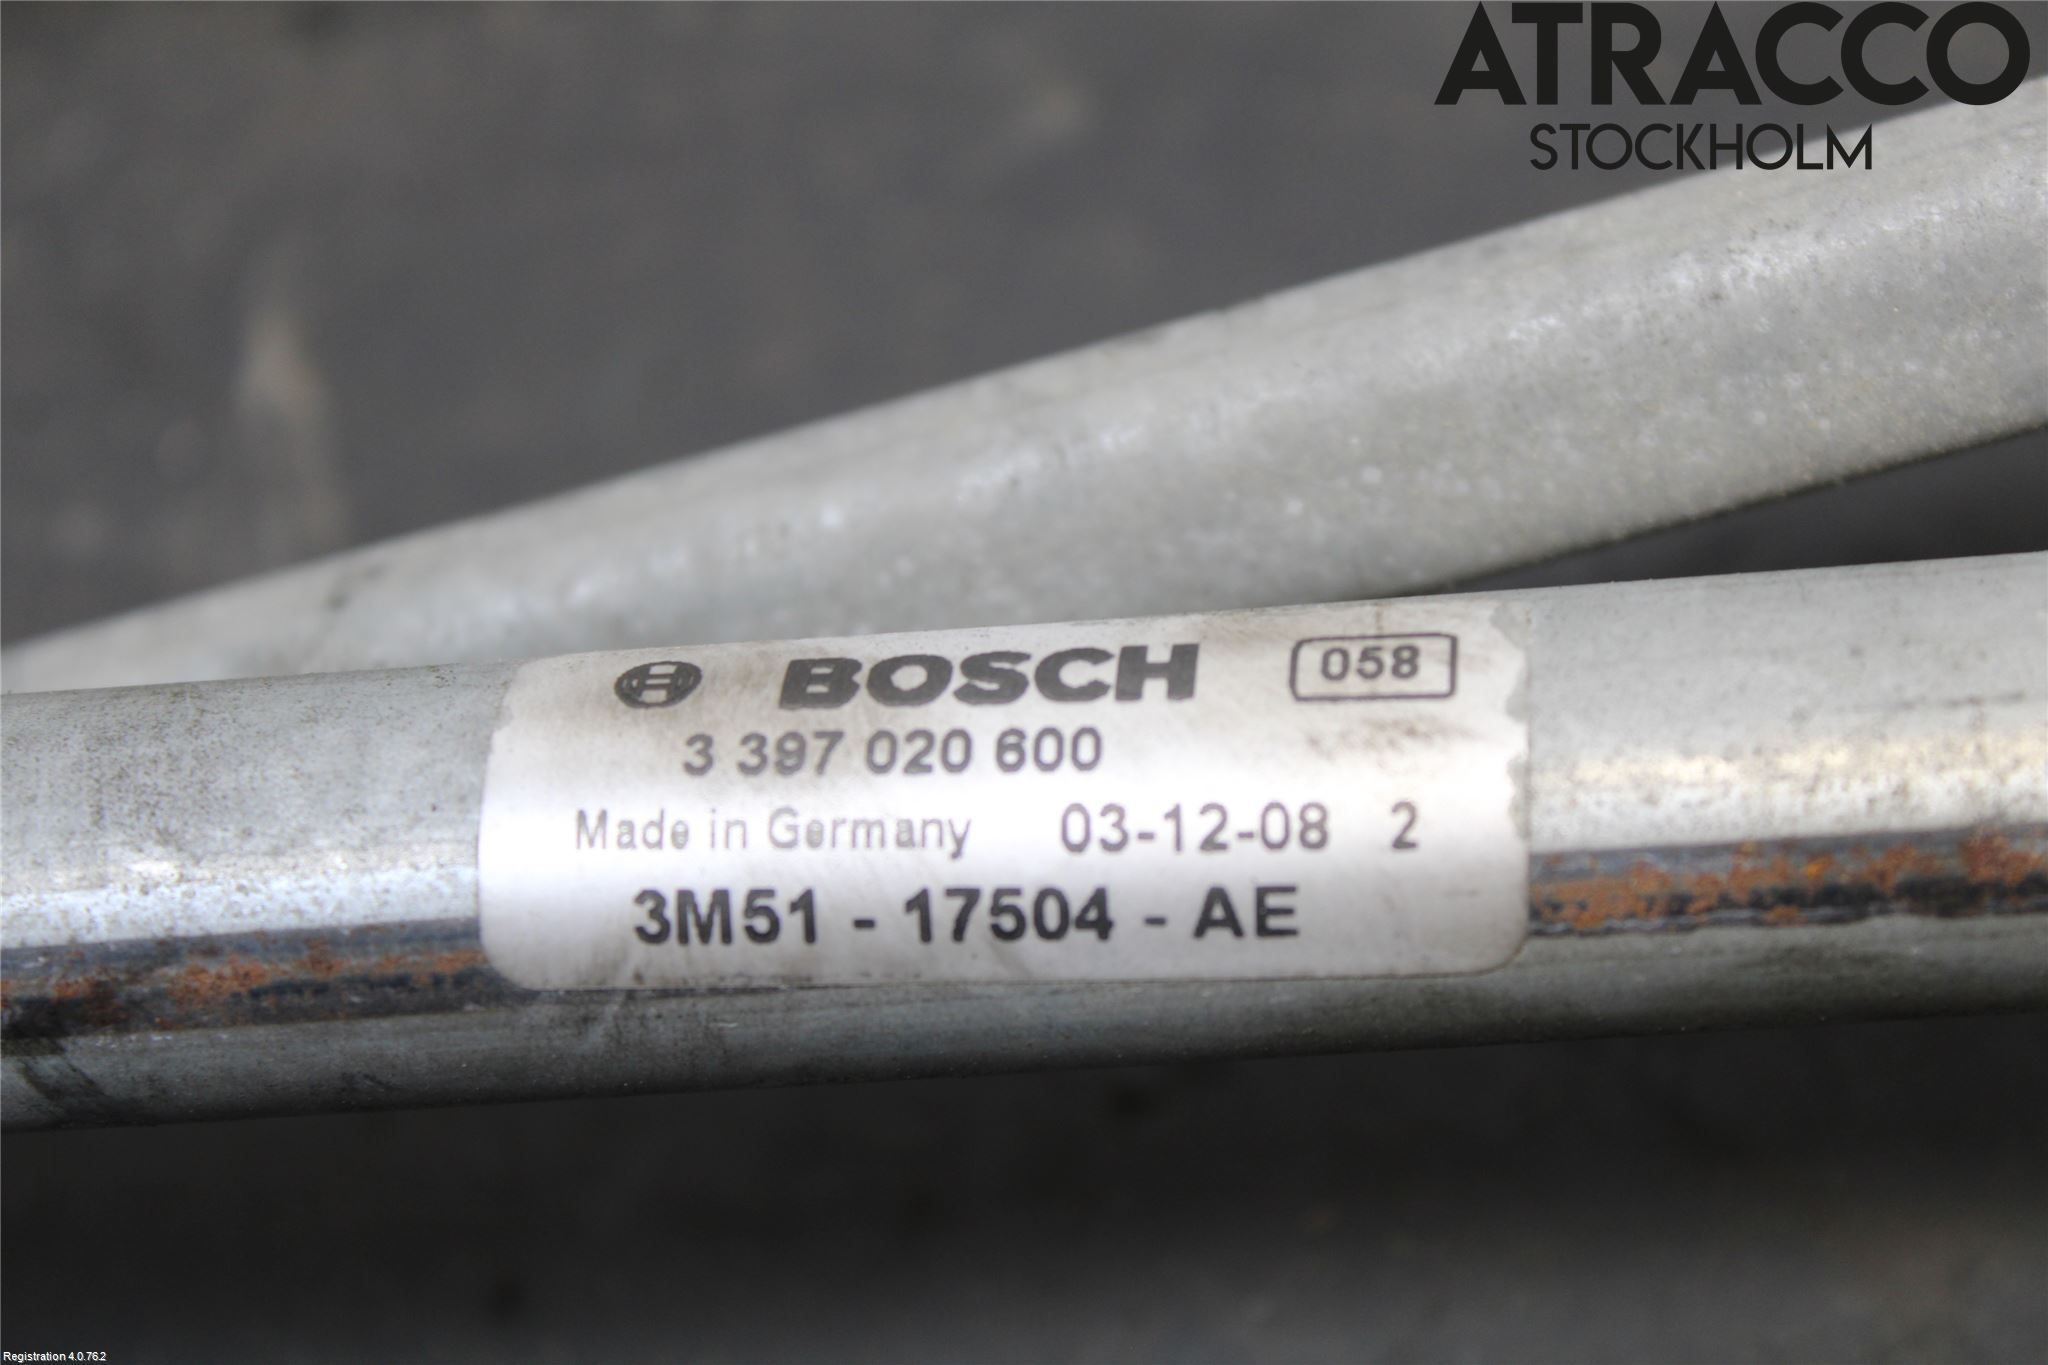 ATRACCO
STOCKHOLM
BOSCH 058
3 397 020 600
Made in Germany 03-12-08 2
3M51 - 17504 - AE
Registration 4.0.76.2